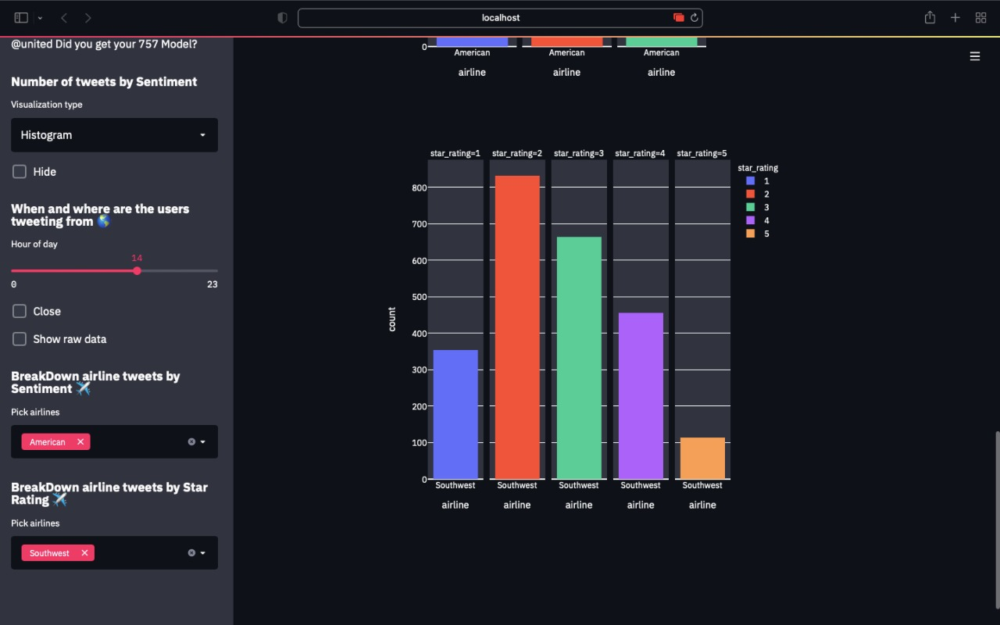 localhost
@united Did you get your 757 Model?
Number of tweets by Sentiment
Visualization type
Histogram
Hide
When and where are the users
tweeting from 🌎
Hour of day
14
0 23
Close
Show raw data
BreakDown airline tweets by
Sentiment ✈️
Pick airlines
American
BreakDown airline tweets by Star
Rating ✈️
Pick airlines
Southwest
0
American American American
airline airline airline
star_rating=1 star_rating=2 star_rating=3 star_rating=4 star_rating=5
star_rating
1
2
3
4
5
count
800
700
600
500
400
300
200
100
0
Southwest Southwest Southwest Southwest Southwest
airline airline airline airline airline